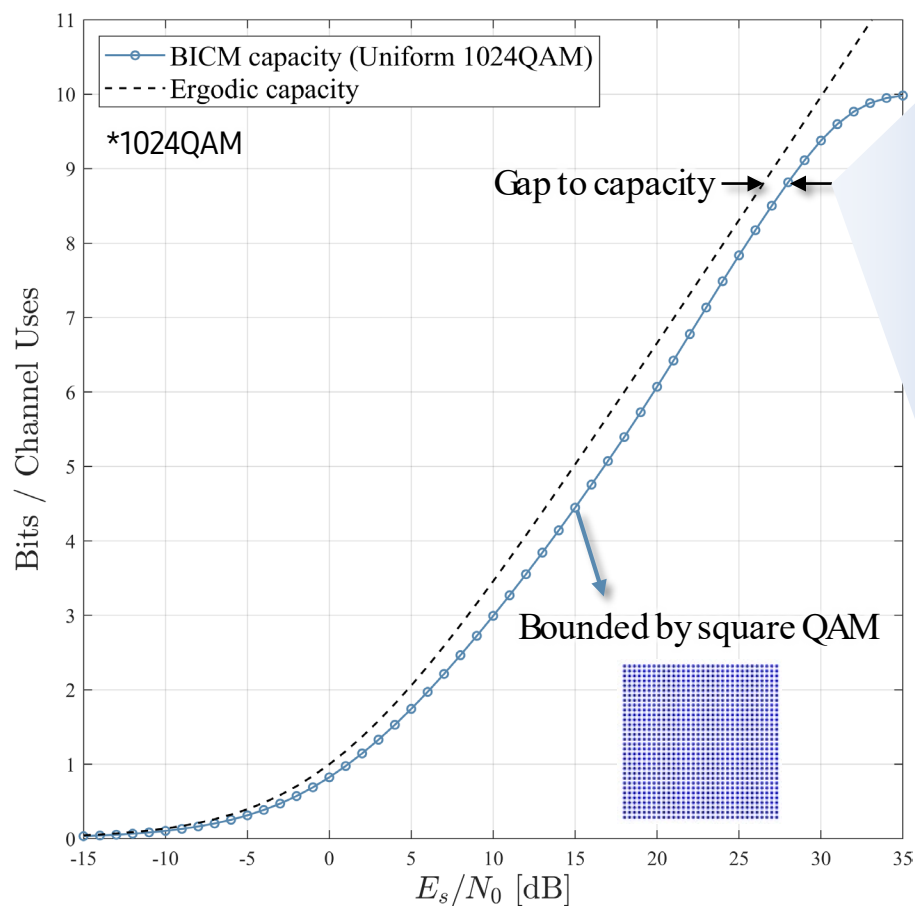 BICM capacity (Uniform 1024QAM)
Ergodic capacity
*1024QAM
Gap to capacity
Bounded by square QAM
Bits / Channel Uses
11
10
9
8
7
6
5
4
3
2
1
0
-15 -10 -5 0 5 10 15 20 25 30 35
E_s/N_0 [dB]